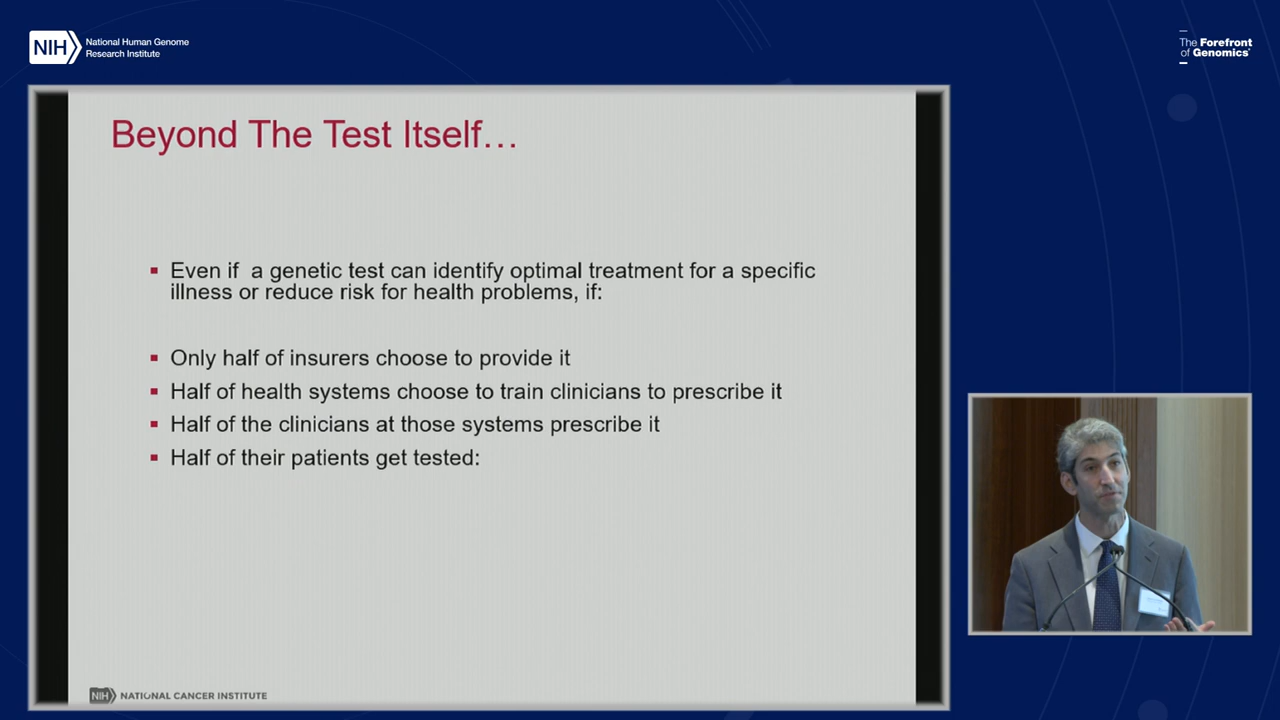 NIH National Human Genome
Research Institute
The Forefront
of Genomics
Beyond The Test Itself…
Even if a genetic test can identify optimal treatment for a specific
illness or reduce risk for health problems, if:
Only half of insurers choose to provide it
Half of health systems choose to train clinicians to prescribe it
Half of the clinicians at those systems prescribe it
Half of their patients get tested:
NIH NATIONAL CANCER INSTITUTE